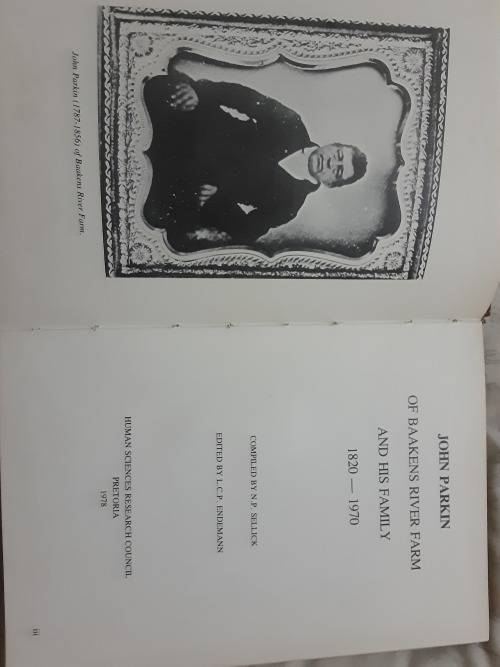 John Parkin (1787-1856) of Baakens River Farm.
JOHN PARKIN
OF BAAKENS RIVER FARM
AND HIS FAMILY
1820 — 1970
COMPILED BY N.P. SELLICK
EDITED BY L.C.P. ENDEMANN
HUMAN SCIENCES RESEARCH COUNCIL
PRETORIA
1978
iii